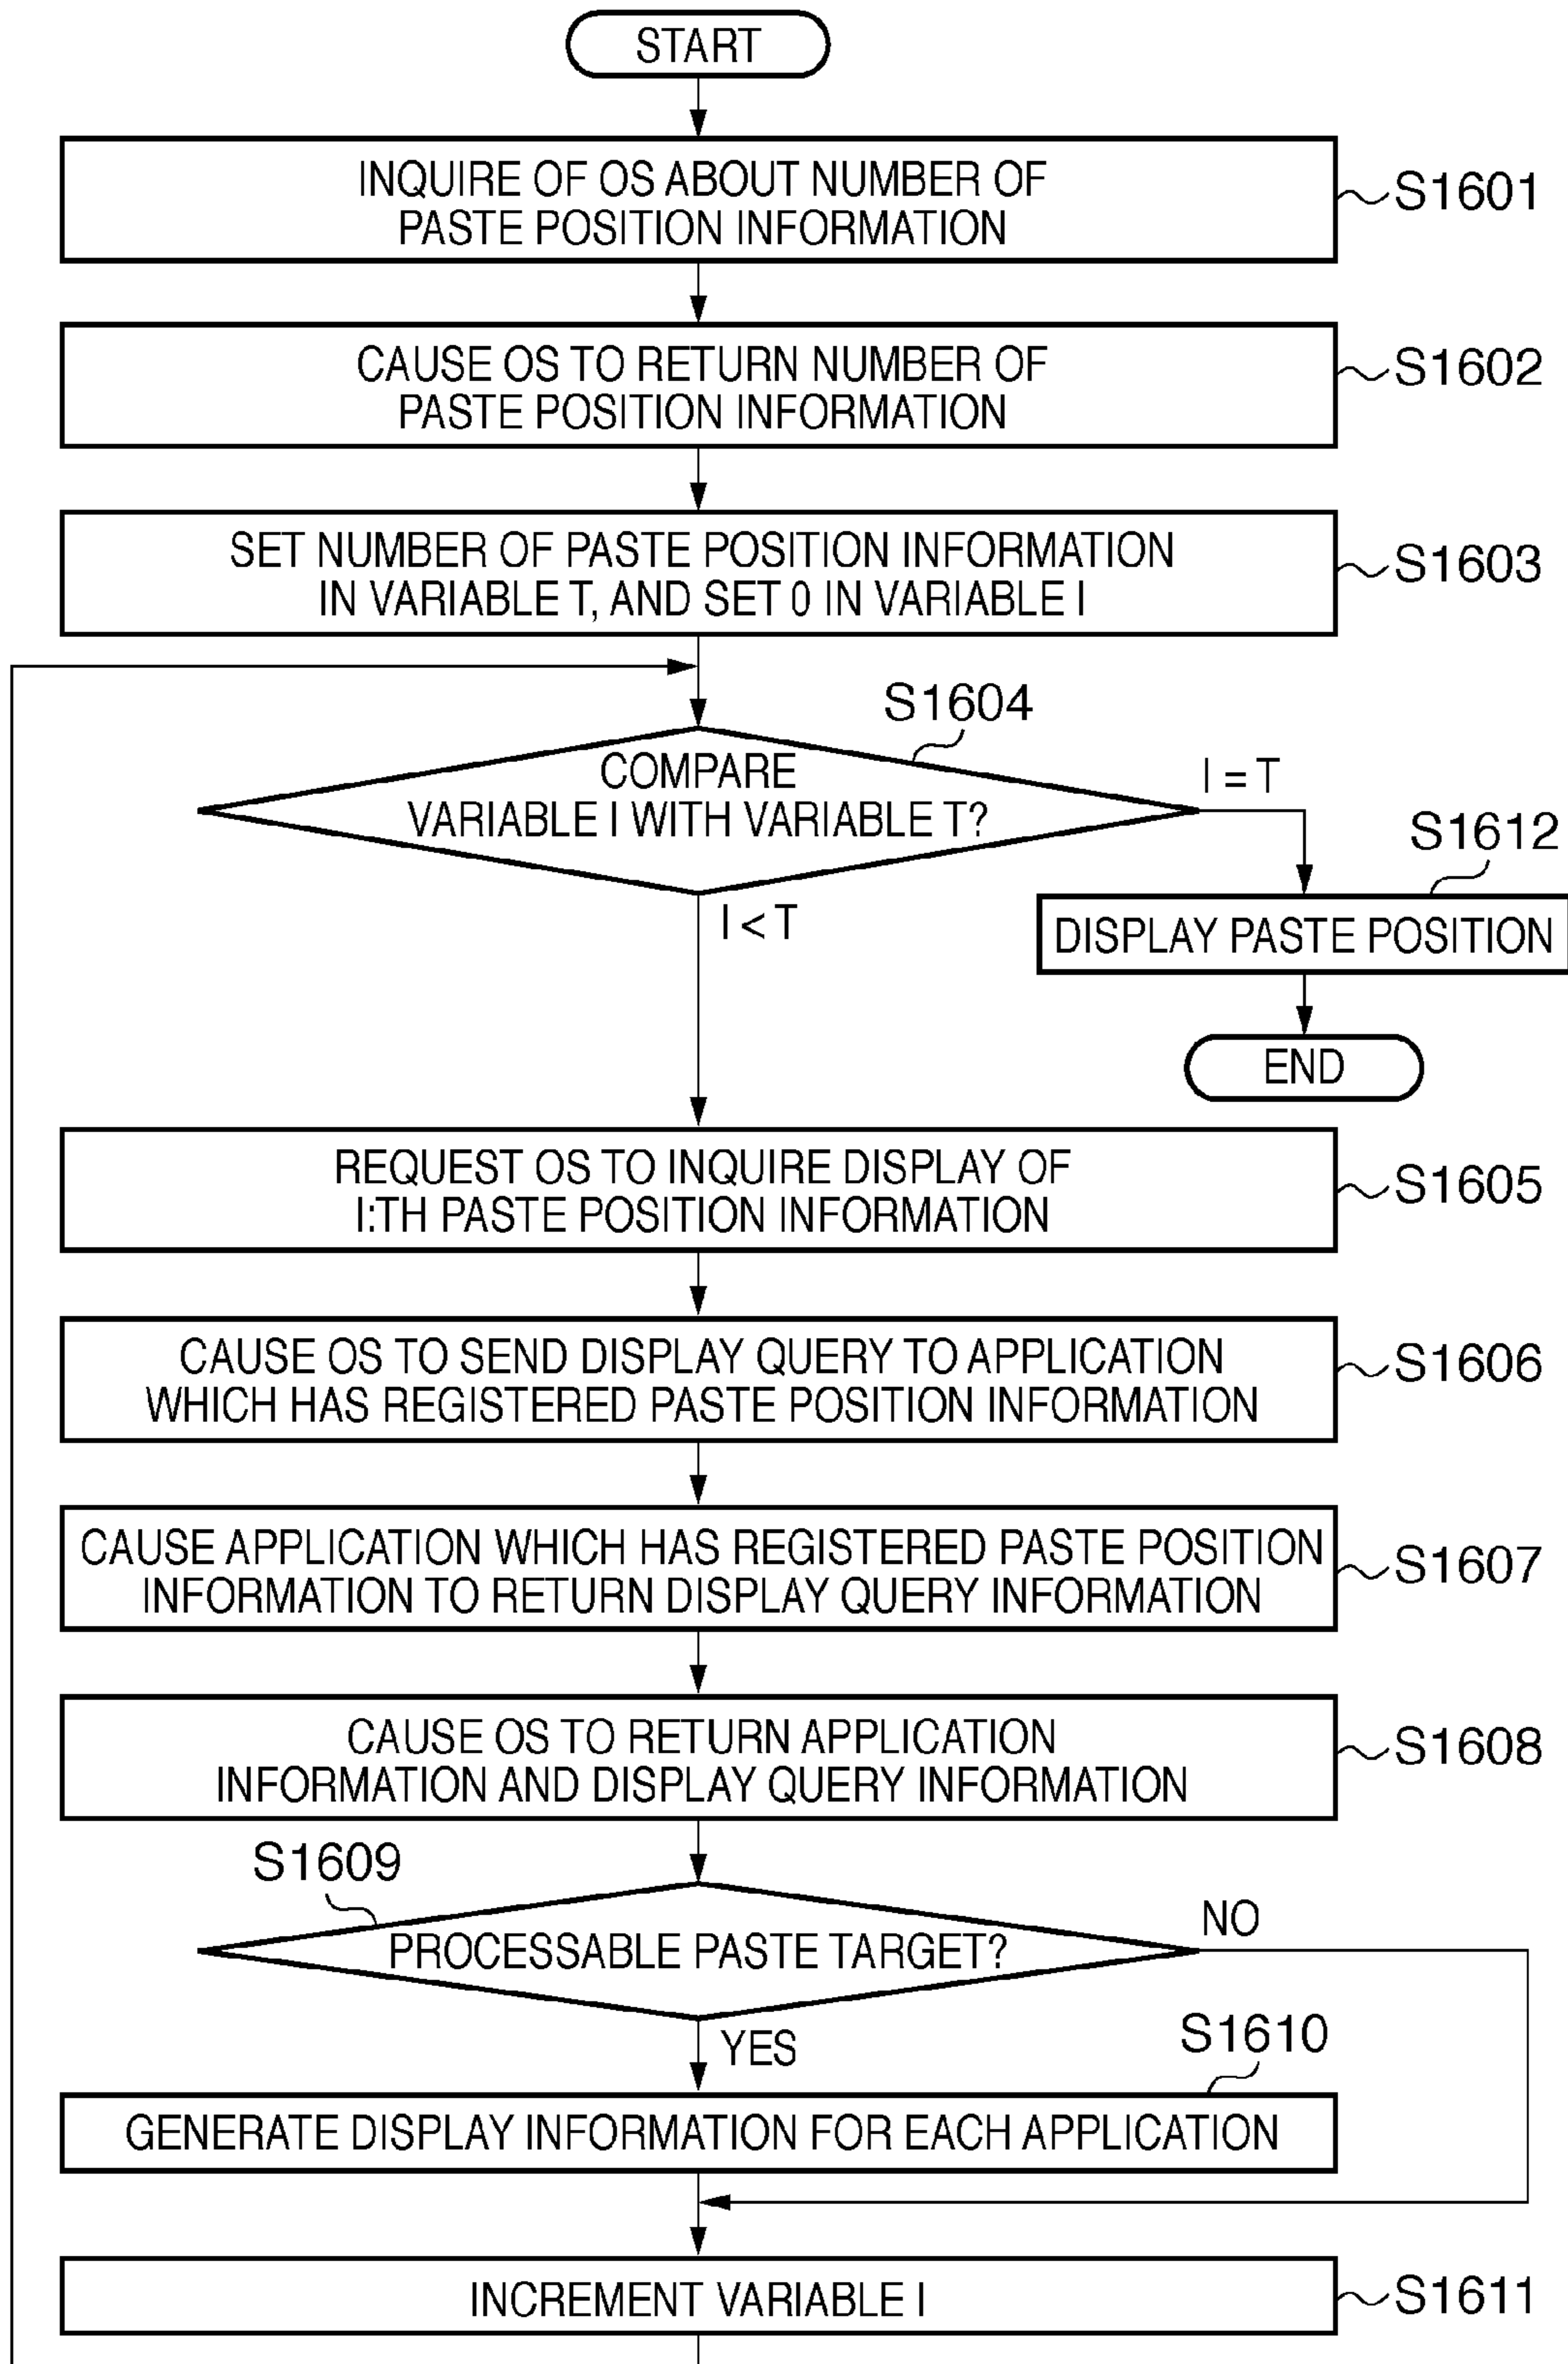 START
INQUIRE OF OS ABOUT NUMBER OF
PASTE POSITION INFORMATION
S1601
CAUSE OS TO RETURN NUMBER OF
PASTE POSITION INFORMATION
S1602
SET NUMBER OF PASTE POSITION INFORMATION
IN VARIABLE T, AND SET 0 IN VARIABLE I
S1603
S1604
COMPARE
VARIABLE I WITH VARIABLE T?
I = T
I < T
S1612
DISPLAY PASTE POSITION
END
REQUEST OS TO INQUIRE DISPLAY OF
I:TH PASTE POSITION INFORMATION
S1605
CAUSE OS TO SEND DISPLAY QUERY TO APPLICATION
WHICH HAS REGISTERED PASTE POSITION INFORMATION
S1606
CAUSE APPLICATION WHICH HAS REGISTERED PASTE POSITION
INFORMATION TO RETURN DISPLAY QUERY INFORMATION
S1607
CAUSE OS TO RETURN APPLICATION
INFORMATION AND DISPLAY QUERY INFORMATION
S1608
S1609
PROCESSABLE PASTE TARGET?
NO
YES
S1610
GENERATE DISPLAY INFORMATION FOR EACH APPLICATION
INCREMENT VARIABLE I
S1611